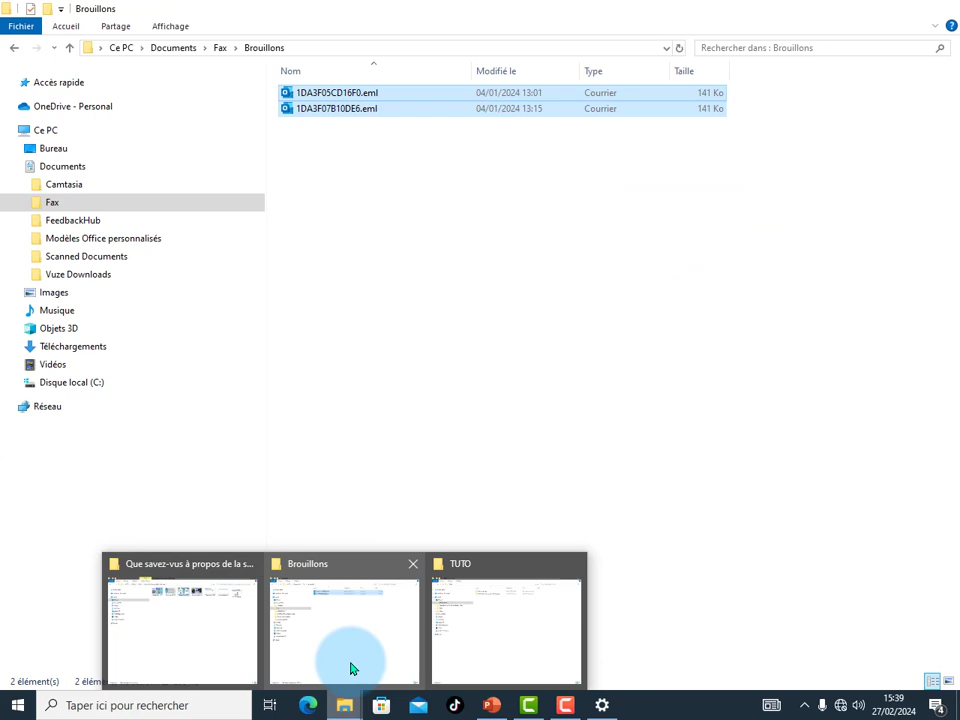 Brouillons
Fichier Accueil Partage Affichage
Ce PC Documents Fax Brouillons
Rechercher dans : Brouillons
Nom Modifié le Type Taille
1DA3F05CD16F0.eml 04/01/2024 13:01 Courrier 141 Ko
1DA3F07B10DE6.eml 04/01/2024 13:15 Courrier 141 Ko
Accès rapide
OneDrive - Personal
Ce PC
Bureau
Documents
Camtasia
Fax
FeedbackHub
Modèles Office personnalisés
Scanned Documents
Vuze Downloads
Images
Musique
Objets 3D
Téléchargements
Vidéos
Disque local (C:)
Réseau
Que savez-vus à propos de la s... Brouillons TUTO
2 élément(s)
Taper ici pour rechercher
15:39
27/02/2024
4